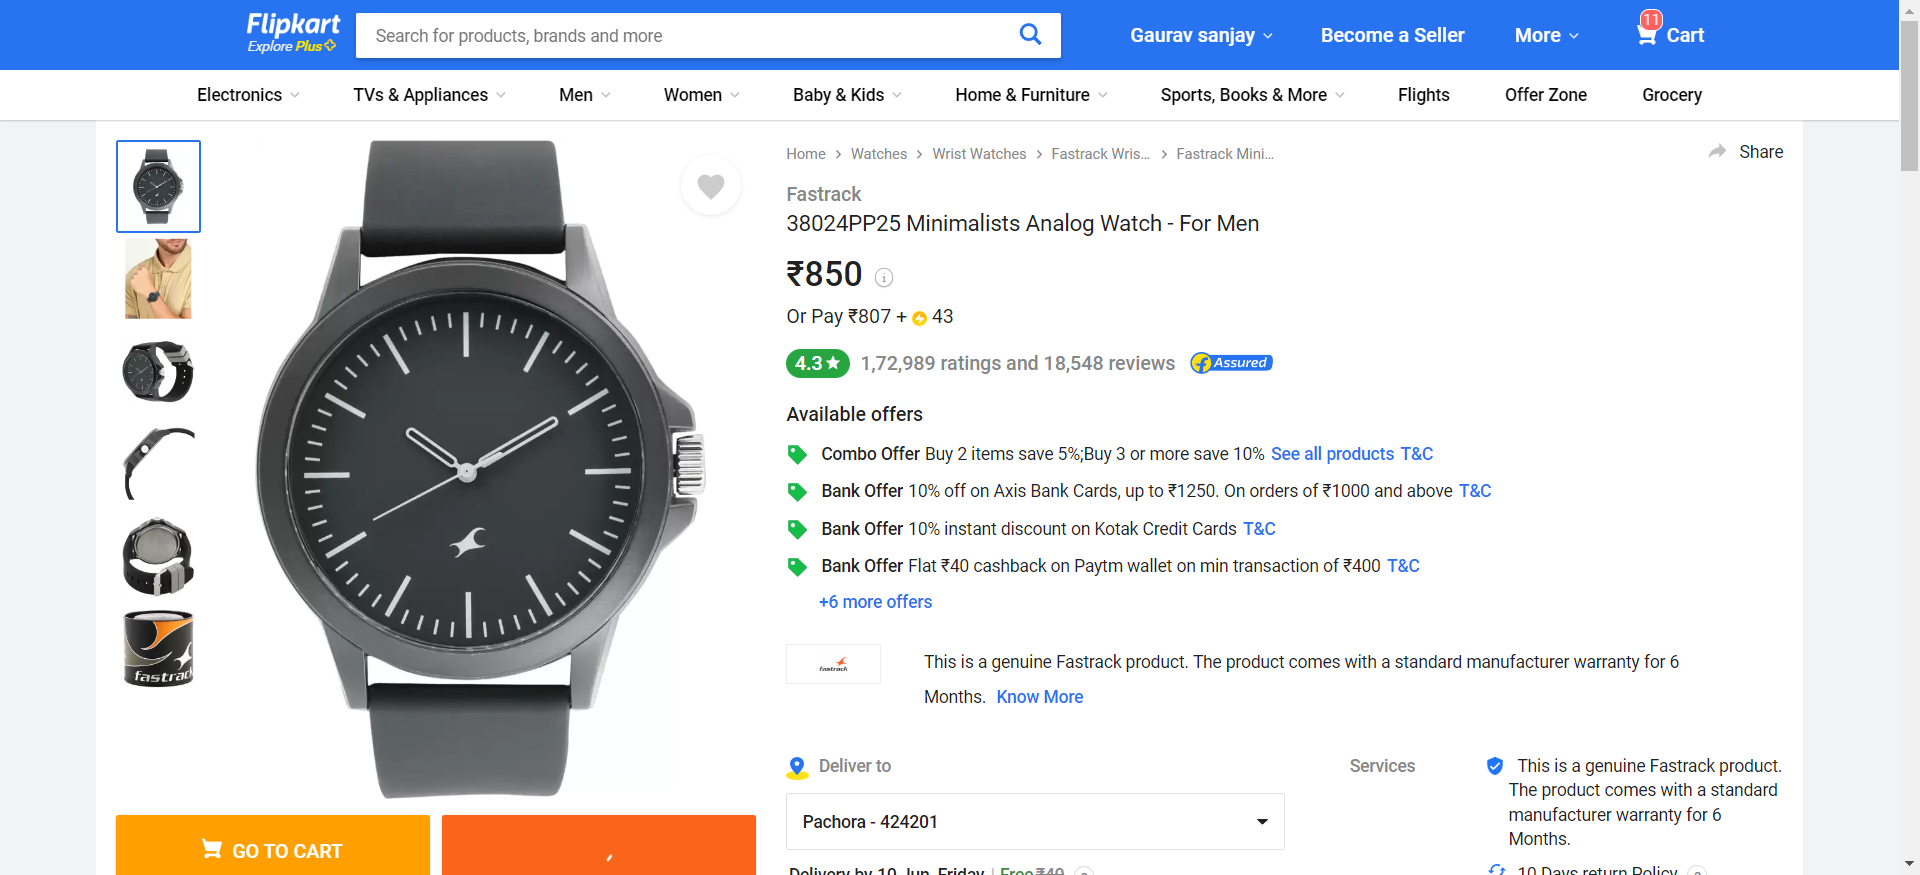 Flipkart
Explore Plus
Search for products, brands and more
Gaurav sanjay
Become a Seller
More
11
Cart
Electronics
TVs & Appliances
Men
Women
Baby & Kids
Home & Furniture
Sports, Books & More
Flights
Offer Zone
Grocery
Home > Watches > Wrist Watches > Fastrack Wris... > Fastrack Mini...
Share
Fastrack
38024PP25 Minimalists Analog Watch - For Men
₹850
Or Pay ₹807 + 43
4.3★ 1,72,989 ratings and 18,548 reviews Assured
Available offers
Combo Offer Buy 2 items save 5%;Buy 3 or more save 10% See all products T&C
Bank Offer 10% off on Axis Bank Cards, up to ₹1250. On orders of ₹1000 and above T&C
Bank Offer 10% instant discount on Kotak Credit Cards T&C
Bank Offer Flat ₹40 cashback on Paytm wallet on min transaction of ₹400 T&C
+6 more offers
fastrack
This is a genuine Fastrack product. The product comes with a standard manufacturer warranty for 6
Months. Know More
fastrack
Deliver to
Pachora - 424201
Delivery by 10 Jun, Friday | Free ₹40 ?
Services
This is a genuine Fastrack product.
The product comes with a standard
manufacturer warranty for 6
Months.
10 Days return Policy ?
GO TO CART